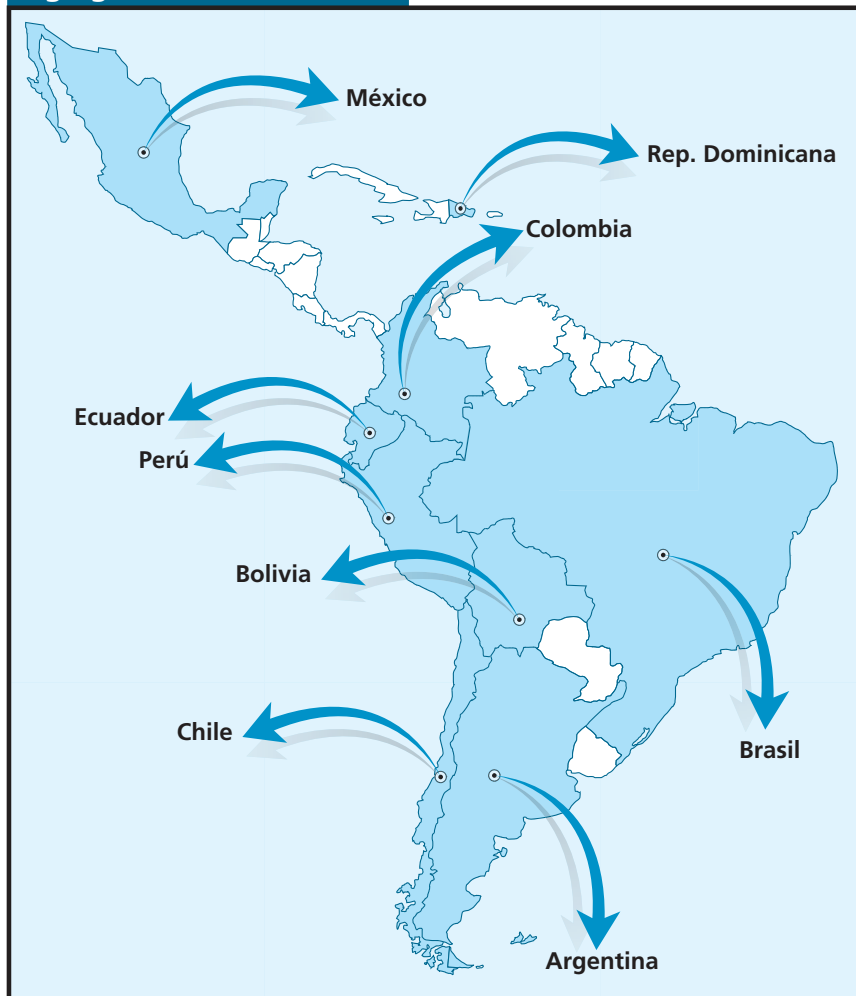 México
Rep. Dominicana
Colombia
Ecuador
Perú
Bolivia
Chile
Brasil
Argentina